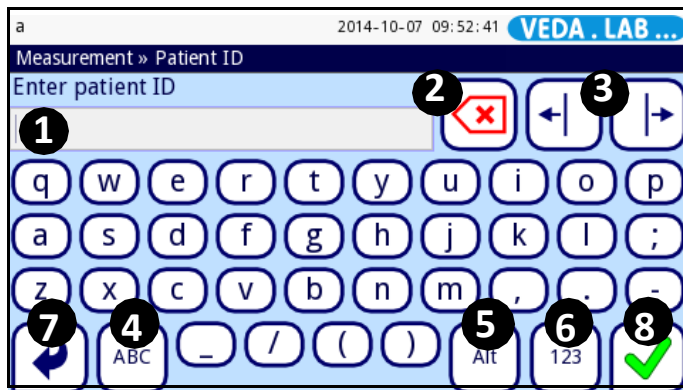 a 2014-10-07 09:52:41 VEDA . LAB ...
Measurement » Patient ID
Enter patient ID
1 2 3
q w e r t y u i o p
a s d f g h j k l ;
z x c v b n m , . -
7 4 5 6 8
ABC _ / ( ) Alt 123